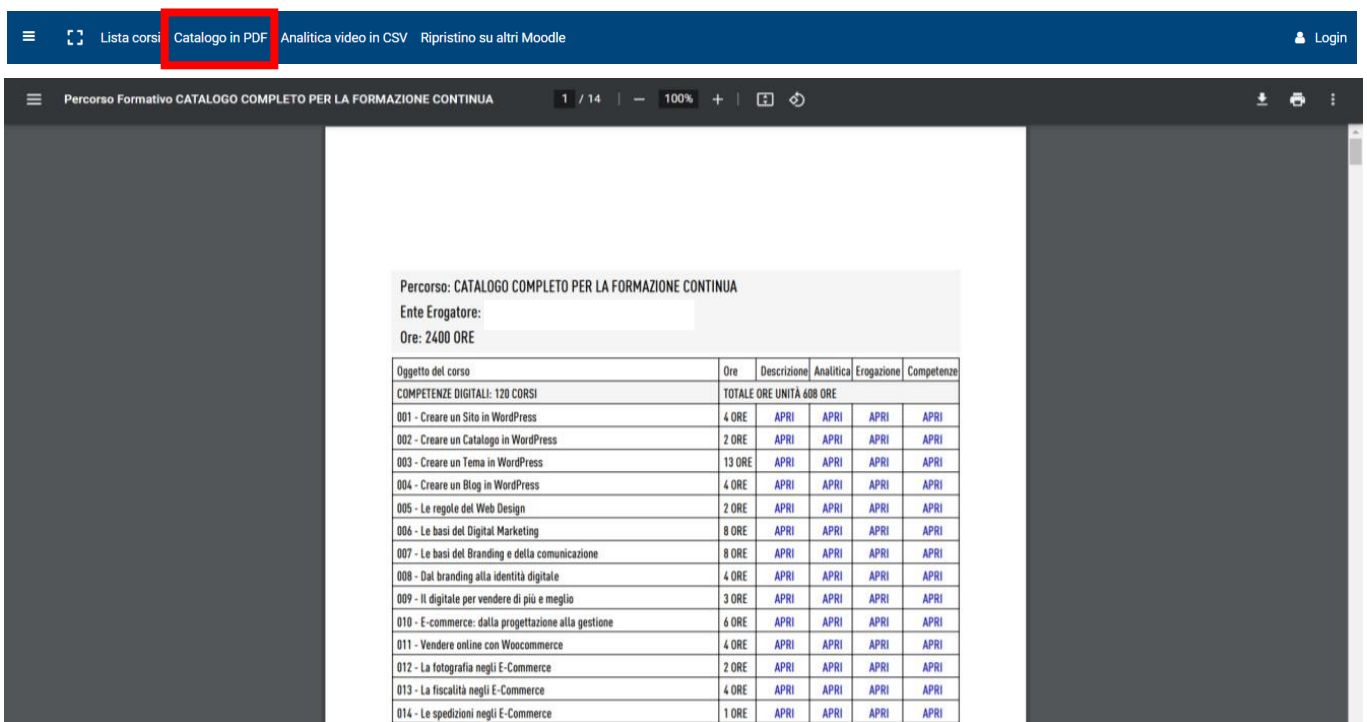 Lista corsi Catalogo in PDF Analitica video in CSV Ripristino su altri Moodle Login
Percorso Formativo CATALOGO COMPLETO PER LA FORMAZIONE CONTINUA 1 / 14 | — 100% + |
Percorso: CATALOGO COMPLETO PER LA FORMAZIONE CONTINUA
Ente Erogatore:
Ore: 2400 ORE
Oggetto del corso Ore Descrizione Analitica Erogazione Competenze
COMPETENZE DIGITALI: 120 CORSI TOTALE ORE UNITÀ 608 ORE
001 - Creare un Sito in WordPress 4 ORE APRI APRI APRI APRI
002 - Creare un Catalogo in WordPress 2 ORE APRI APRI APRI APRI
003 - Creare un Tema in WordPress 13 ORE APRI APRI APRI APRI
004 - Creare un Blog in WordPress 4 ORE APRI APRI APRI APRI
005 - Le regole del Web Design 2 ORE APRI APRI APRI APRI
006 - Le basi del Digital Marketing 8 ORE APRI APRI APRI APRI
007 - Le basi del Branding e della comunicazione 8 ORE APRI APRI APRI APRI
008 - Dal branding alla identità digitale 4 ORE APRI APRI APRI APRI
009 - Il digitale per vendere di più e meglio 3 ORE APRI APRI APRI APRI
010 - E-commerce: dalla progettazione alla gestione 6 ORE APRI APRI APRI APRI
011 - Vendere online con Woocommerce 4 ORE APRI APRI APRI APRI
012 - La fotografia negli E-Commerce 2 ORE APRI APRI APRI APRI
013 - La fiscalità negli E-Commerce 4 ORE APRI APRI APRI APRI
014 - Le spedizioni negli E-Commerce 1 ORE APRI APRI APRI APRI